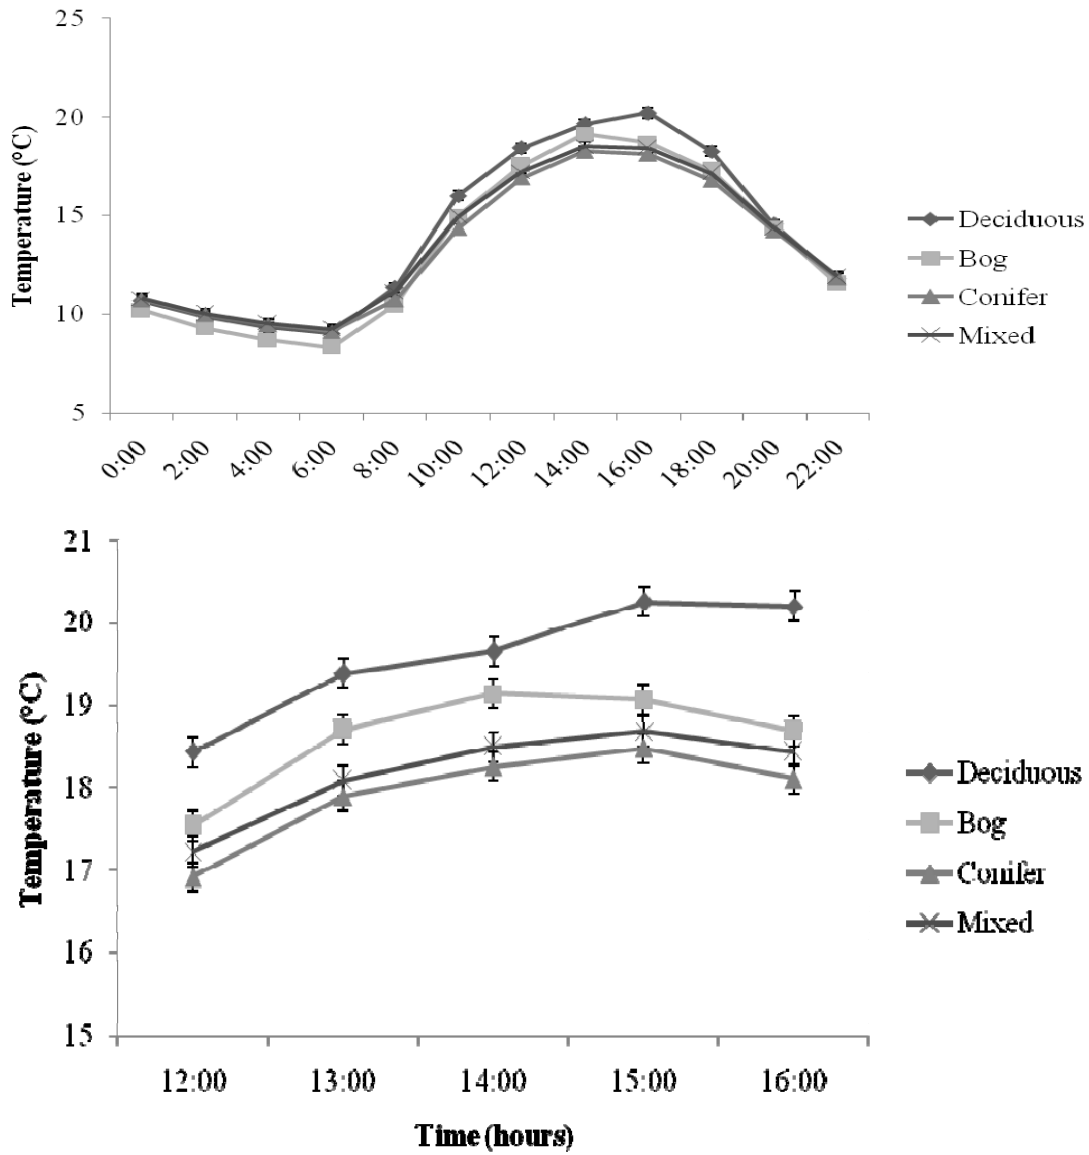 25
20
15
10
5
Temperature (°C)
0:00
2:00
4:00
6:00
8:00
10:00
12:00
14:00
16:00
18:00
20:00
22:00
Deciduous
Bog
Conifer
Mixed
21
20
19
18
17
16
15
Temperature (°C)
12:00
13:00
14:00
15:00
16:00
Time (hours)
Deciduous
Bog
Conifer
Mixed